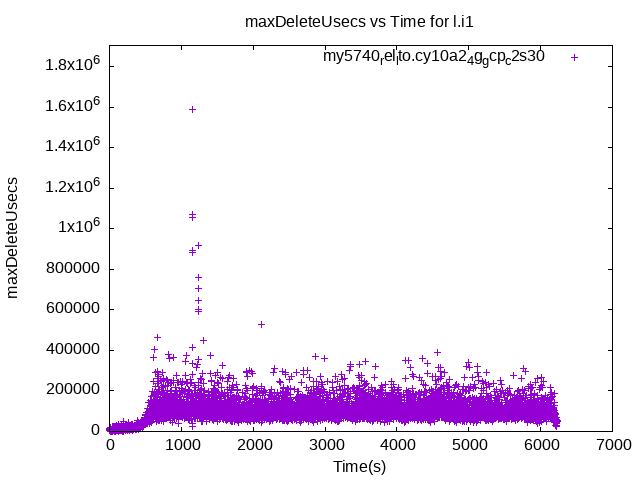 maxDeleteUsecs vs Time for l.i1
my5740_rel_lto.cy10a2_4g_gcp_c2s30
1.8x10^6
1.6x10^6
1.4x10^6
1.2x10^6
1x10^6
800000
600000
400000
200000
0
maxDeleteUsecs
0 1000 2000 3000 4000 5000 6000 7000
Time(s)